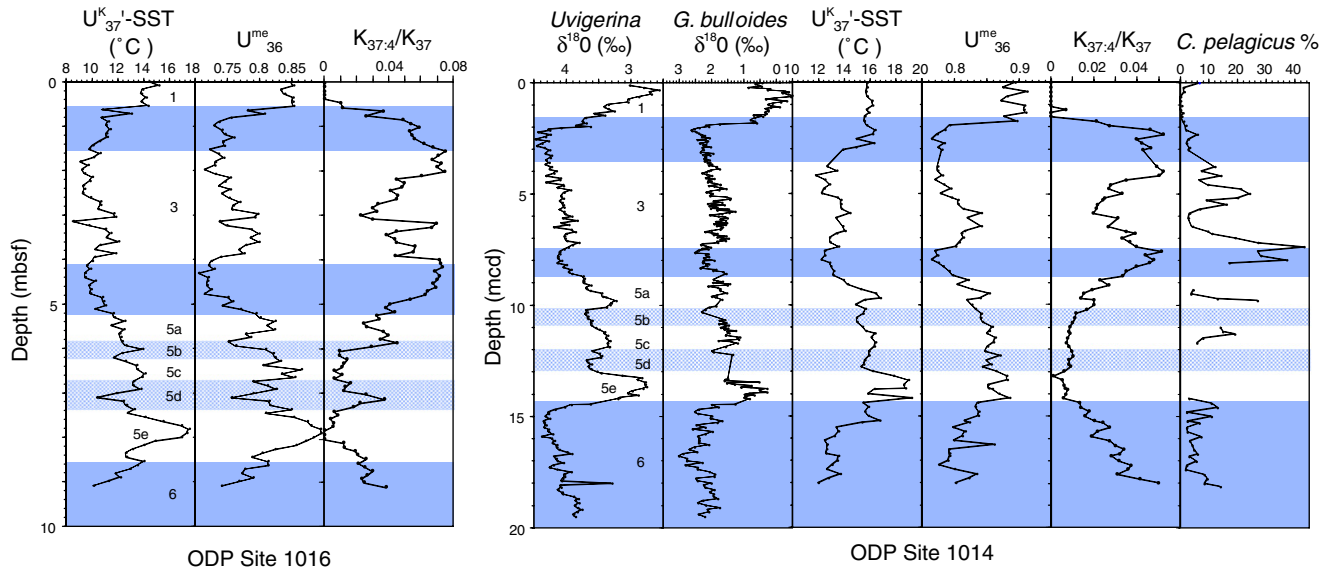 U^K_37'-SST (˚C)
U^me_36
K_37:4/K_37
8 10 12 14 16 18
0.75 0.8 0.85
0 0.04 0.08
0
5
10
Depth (mbsf)
1
3
5a
5b
5c
5d
5e
6
ODP Site 1016
Uvigerina δ^18O (‰)
G. bulloides δ^18O (‰)
U^K_37'-SST (˚C)
U^me_36
K_37:4/K_37
C. pelagicus %
4 3
3 2 1 0
10 12 14 16 18 20
0.8 0.9
0 0.02 0.04
0 10 20 30 40
0
5
10
15
20
Depth (mcd)
1
3
5a
5b
5c
5d
5e
6
ODP Site 1014